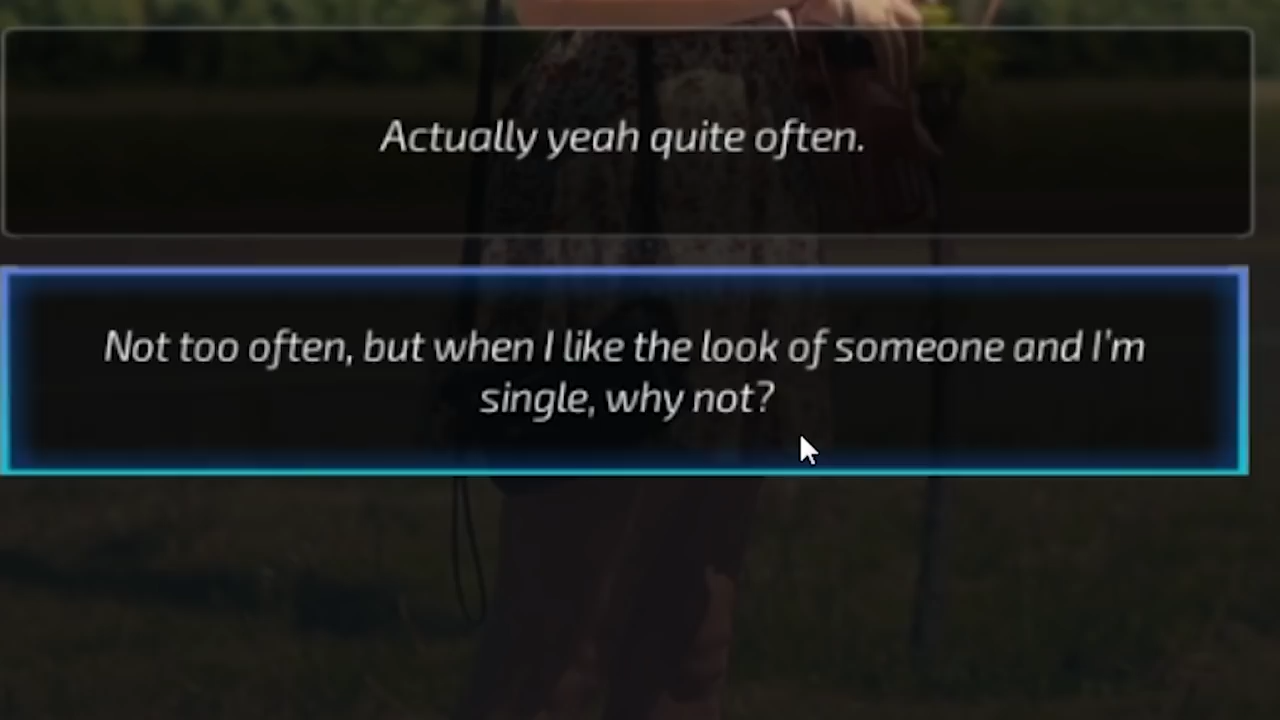 Actually yeah quite often.
Not too often, but when I like the look of someone and I'm
single, why not?